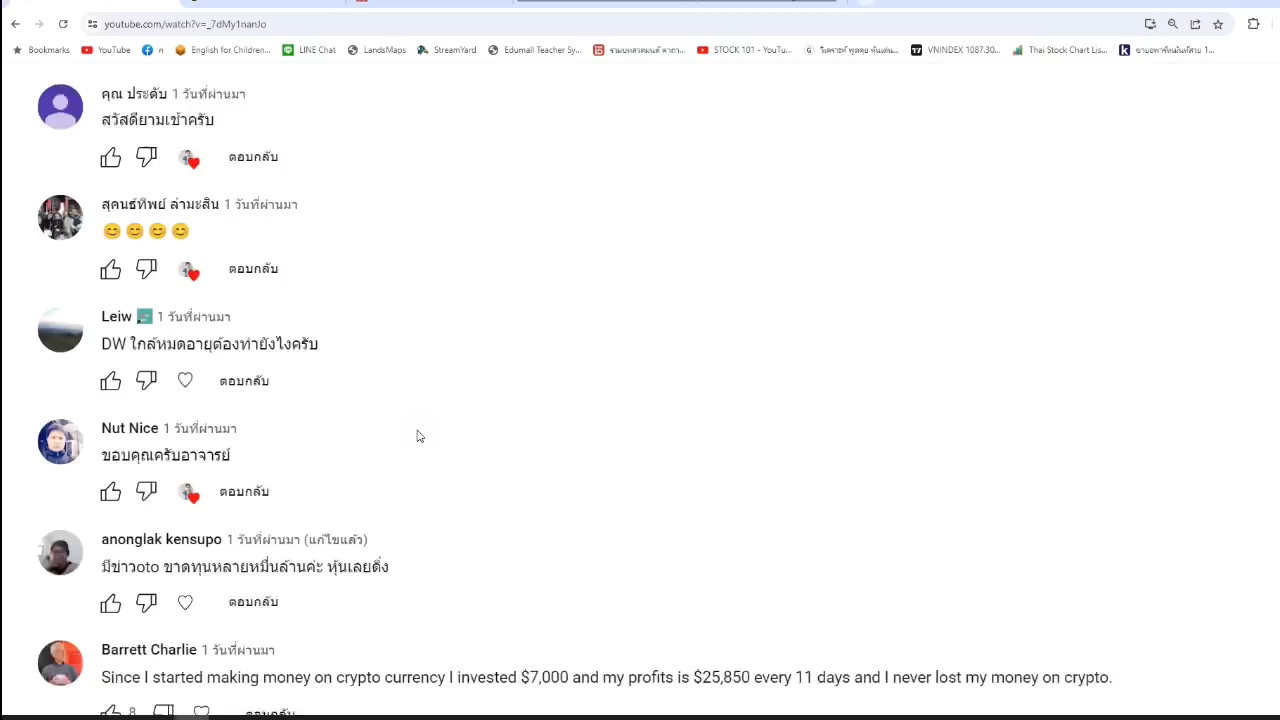 youtube.com/watch?v=_7dMy1nanJo
Bookmarks YouTube n English for Children... LINE Chat LandsMaps StreamYard Edumall Teacher Sy... STOCK 101 - YouTu... VNINDEX 1087.30... Thai Stock Chart Lis...
คุณ ประดับ 1 วันที่ผ่านมา
สวัสดียามเช้าครับ
ตอบกลับ
สุคนธ์ทิพย์ ล่ามะสิน 1 วันที่ผ่านมา
😊😊😊😊
ตอบกลับ
Leiw 1 วันที่ผ่านมา
DW ใกล้หมดอายุต้องทำยังไงครับ
ตอบกลับ
Nut Nice 1 วันที่ผ่านมา
ขอบคุณครับอาจารย์
ตอบกลับ
anonglak kensupo 1 วันที่ผ่านมา (แก้ไขแล้ว)
มีข่าวoto ขาดทุนหลายหมื่นล้านค่ะ หุ้นเลยดิ่ง
ตอบกลับ
Barrett Charlie 1 วันที่ผ่านมา
Since I started making money on crypto currency I invested $7,000 and my profits is $25,850 every 11 days and I never lost my money on crypto.
8 ตอบกลับ